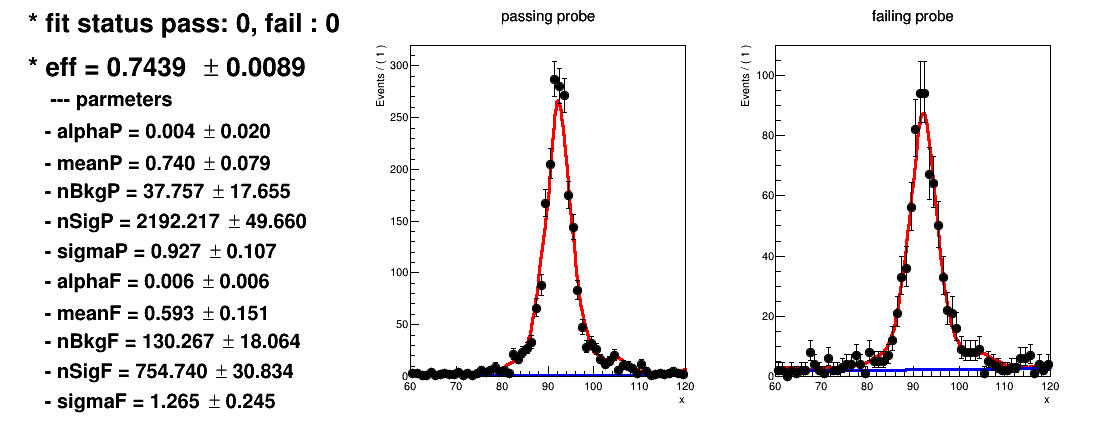 * fit status pass: 0, fail : 0
* eff = 0.7439 ± 0.0089
--- parmeters
- alphaP = 0.004 ± 0.020
- meanP = 0.740 ± 0.079
- nBkgP = 37.757 ± 17.655
- nSigP = 2192.217 ± 49.660
- sigmaP = 0.927 ± 0.107
- alphaF = 0.006 ± 0.006
- meanF = 0.593 ± 0.151
- nBkgF = 130.267 ± 18.064
- nSigF = 754.740 ± 30.834
- sigmaF = 1.265 ± 0.245
passing probe
Events / ( 1 )
300
250
200
150
100
50
0
60 70 80 90 100 110 120
x
failing probe
Events / ( 1 )
100
80
60
40
20
0
60 70 80 90 100 110 120
x